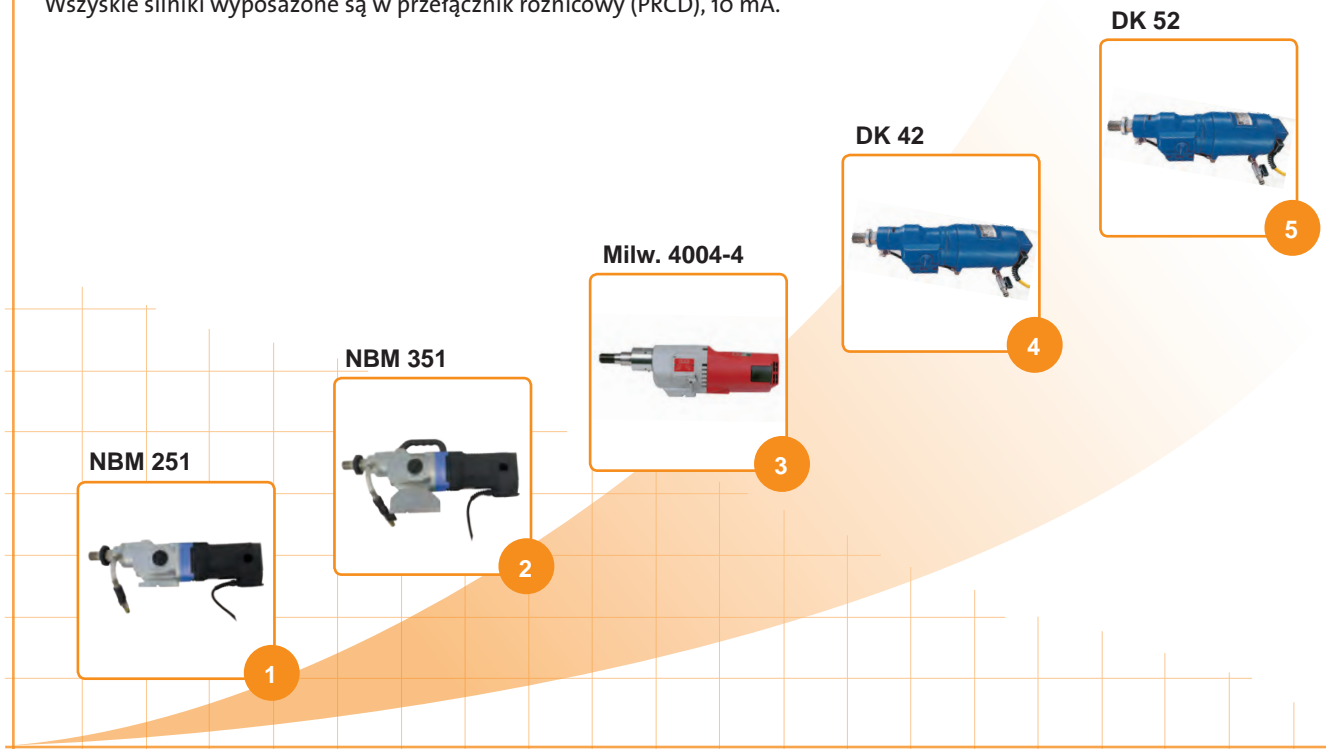 Wszyskie silniki wyposażone są w przełącznik różnicowy (PRCD), 10 mA.
DK 52
5
DK 42
4
Milw. 4004-4
3
NBM 351
2
NBM 251
1